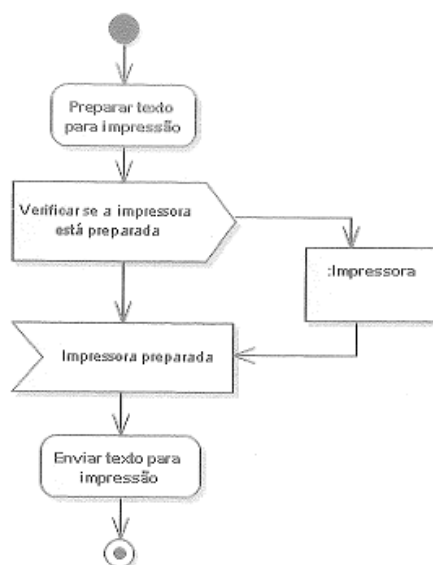 Preparar texto
para impressão
Verificar se a impressora
está preparada
:Impressora
Impressora preparada
Enviar texto para
impressão